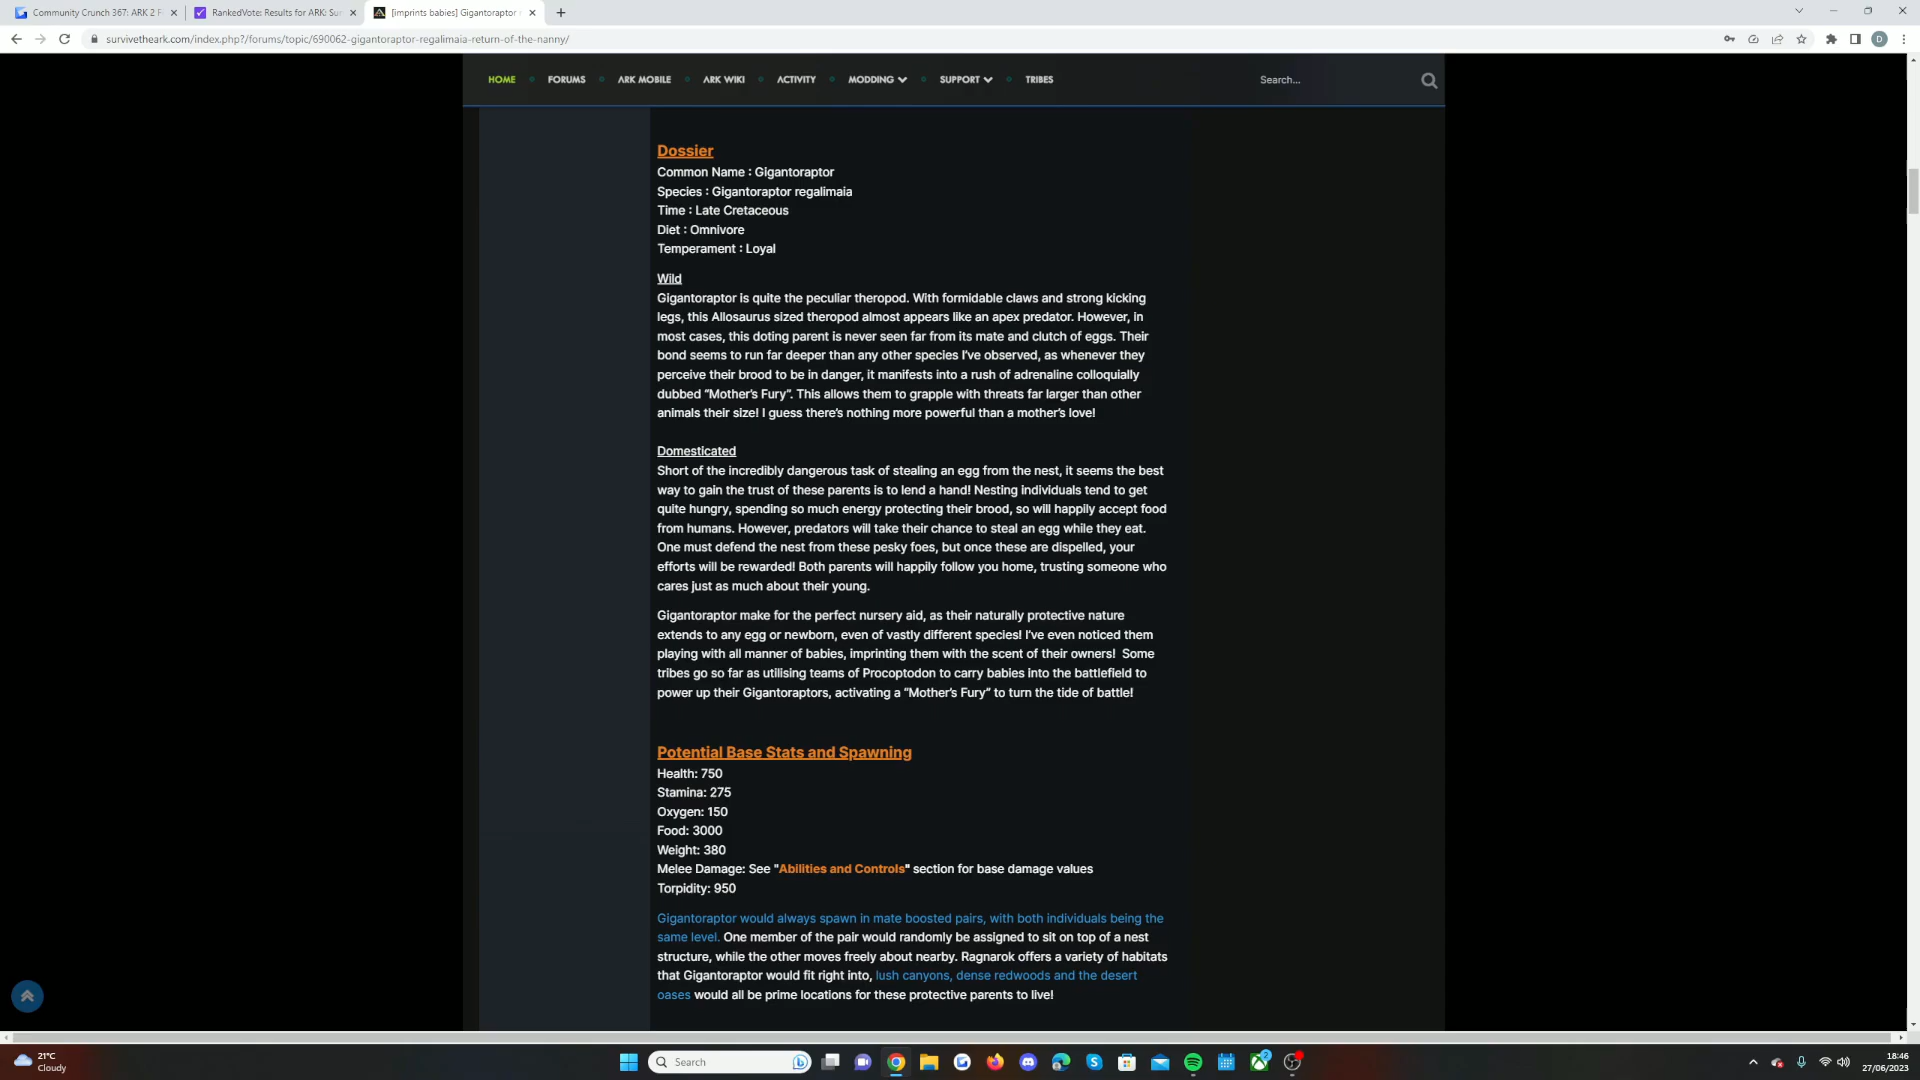 Community Crunch 367: ARK 2 F
RankedVote: Results for ARK: Sur
[imprints babies] Gigantoraptor r
survivetheark.com/index.php?/forums/topic/690062-gigantoraptor-regalimaia-return-of-the-nanny/
D
HOME FORUMS ARK MOBILE ARK WIKI ACTIVITY MODDING SUPPORT TRIBES Search...
Dossier
Common Name : Gigantoraptor
Species : Gigantoraptor regalimaia
Time : Late Cretaceous
Diet : Omnivore
Temperament : Loyal
Wild
Gigantoraptor is quite the peculiar theropod. With formidable claws and strong kicking
legs, this Allosaurus sized theropod almost appears like an apex predator. However, in
most cases, this doting parent is never seen far from its mate and clutch of eggs. Their
bond seems to run far deeper than any other species I've observed, as whenever they
perceive their brood to be in danger, it manifests into a rush of adrenaline colloquially
dubbed “Mother's Fury”. This allows them to grapple with threats far larger than other
animals their size! I guess there's nothing more powerful than a mother's love!
Domesticated
Short of the incredibly dangerous task of stealing an egg from the nest, it seems the best
way to gain the trust of these parents is to lend a hand! Nesting individuals tend to get
quite hungry, spending so much energy protecting their brood, so will happily accept food
from humans. However, predators will take their chance to steal an egg while they eat.
One must defend the nest from these pesky foes, but once these are dispelled, your
efforts will be rewarded! Both parents will happily follow you home, trusting someone who
cares just as much about their young.
Gigantoraptor make for the perfect nursery aid, as their naturally protective nature
extends to any egg or newborn, even of vastly different species! I've even noticed them
playing with all manner of babies, imprinting them with the scent of their owners!  Some
tribes go so far as utilising teams of Procoptodon to carry babies into the battlefield to
power up their Gigantoraptors, activating a “Mother's Fury” to turn the tide of battle!
Potential Base Stats and Spawning
Health: 750
Stamina: 275
Oxygen: 150
Food: 3000
Weight: 380
Melee Damage: See "Abilities and Controls" section for base damage values
Torpidity: 950
Gigantoraptor would always spawn in mate boosted pairs, with both individuals being the
same level. One member of the pair would randomly be assigned to sit on top of a nest
structure, while the other moves freely about nearby. Ragnarok offers a variety of habitats
that Gigantoraptor would fit right into, lush canyons, dense redwoods and the desert
oases would all be prime locations for these protective parents to live!
21°C
Cloudy
Search
2
18:46
27/06/2023